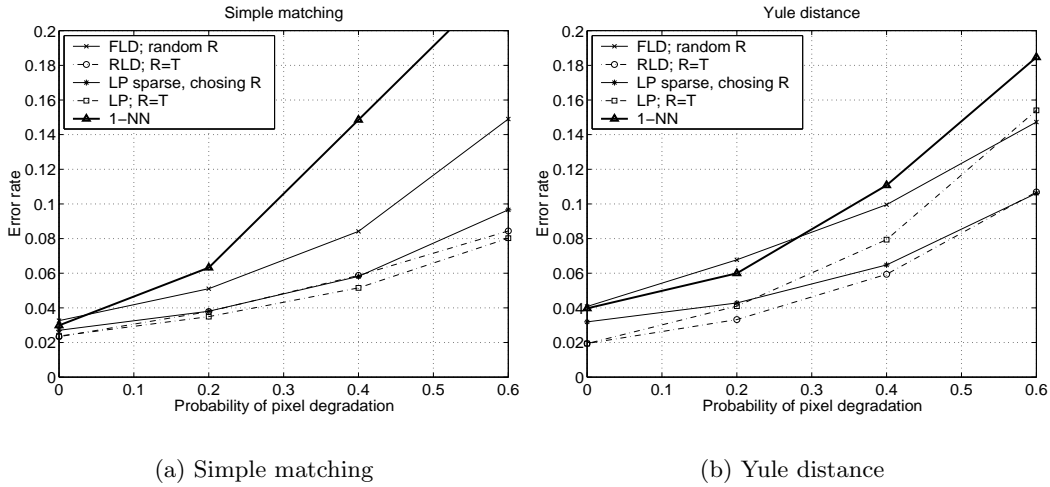 Simple matching
0.2
0.18
0.16
0.14
0.12
0.1
0.08
0.06
0.04
0.02
0
Error rate
FLD; random R
RLD; R=T
LP sparse, chosing R
LP; R=T
1−NN
0 0.1 0.2 0.3 0.4 0.5 0.6
Probability of pixel degradation
(a) Simple matching
Yule distance
0.2
0.18
0.16
0.14
0.12
0.1
0.08
0.06
0.04
0.02
0
Error rate
FLD; random R
RLD; R=T
LP sparse, chosing R
LP; R=T
1−NN
0 0.1 0.2 0.3 0.4 0.5 0.6
Probability of pixel degradation
(b) Yule distance